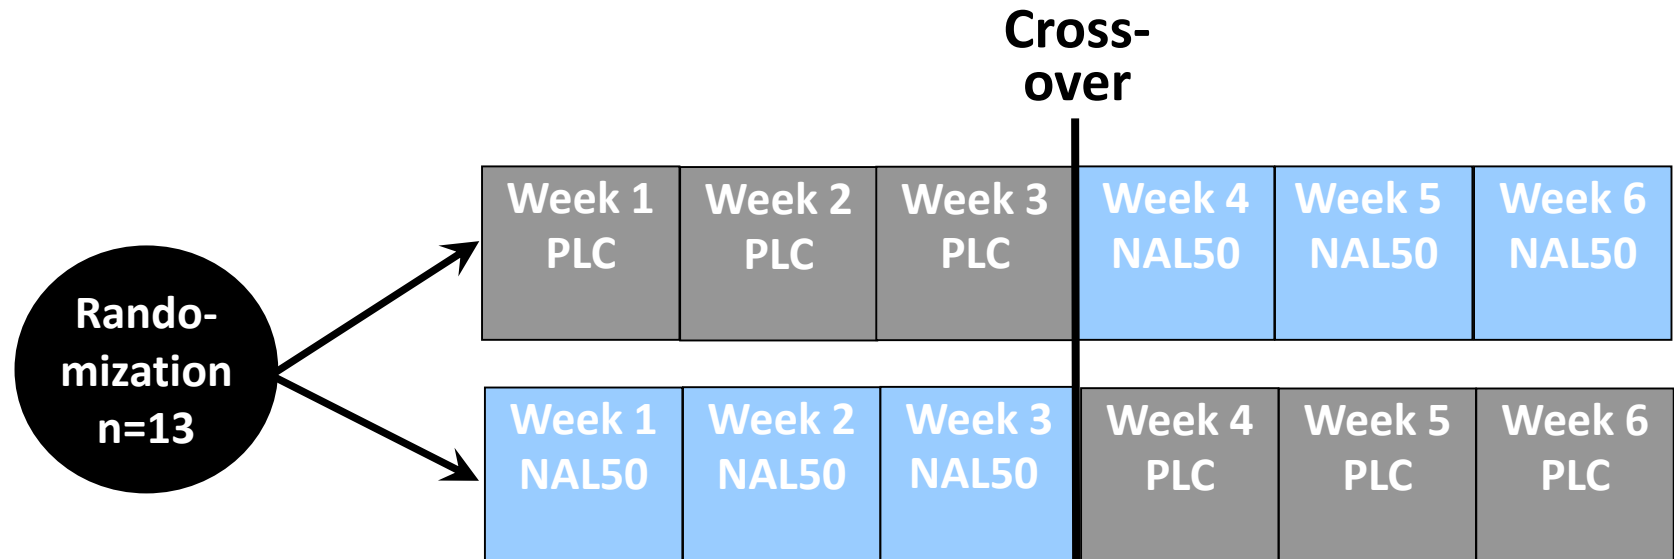 Cross-
over
Week 1
PLC
Week 2
PLC
Week 3
PLC
Week 4
NAL50
Week 5
NAL50
Week 6
NAL50
Rando-
mization
n=13
Week 1
NAL50
Week 2
NAL50
Week 3
NAL50
Week 4
PLC
Week 5
PLC
Week 6
PLC